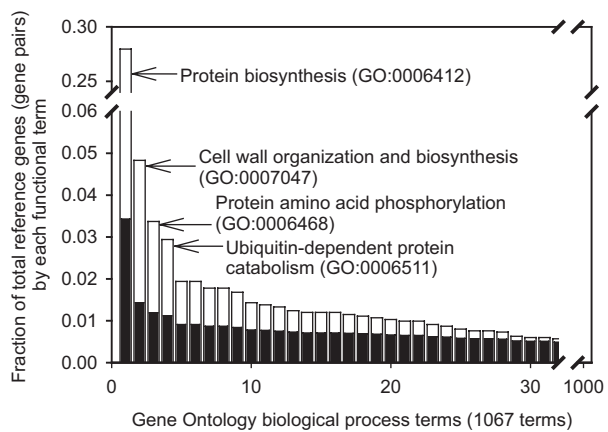 Fraction of total reference genes (gene pairs)
by each functional term
0.30
0.25
0.06
0.05
0.04
0.03
0.02
0.01
0.00
Protein biosynthesis (GO:0006412)
Cell wall organization and biosynthesis
(GO:0007047)
Protein amino acid phosphorylation
(GO:0006468)
Ubiquitin-dependent protein
catabolism (GO:0006511)
0 10 20 30 1000
Gene Ontology biological process terms (1067 terms)